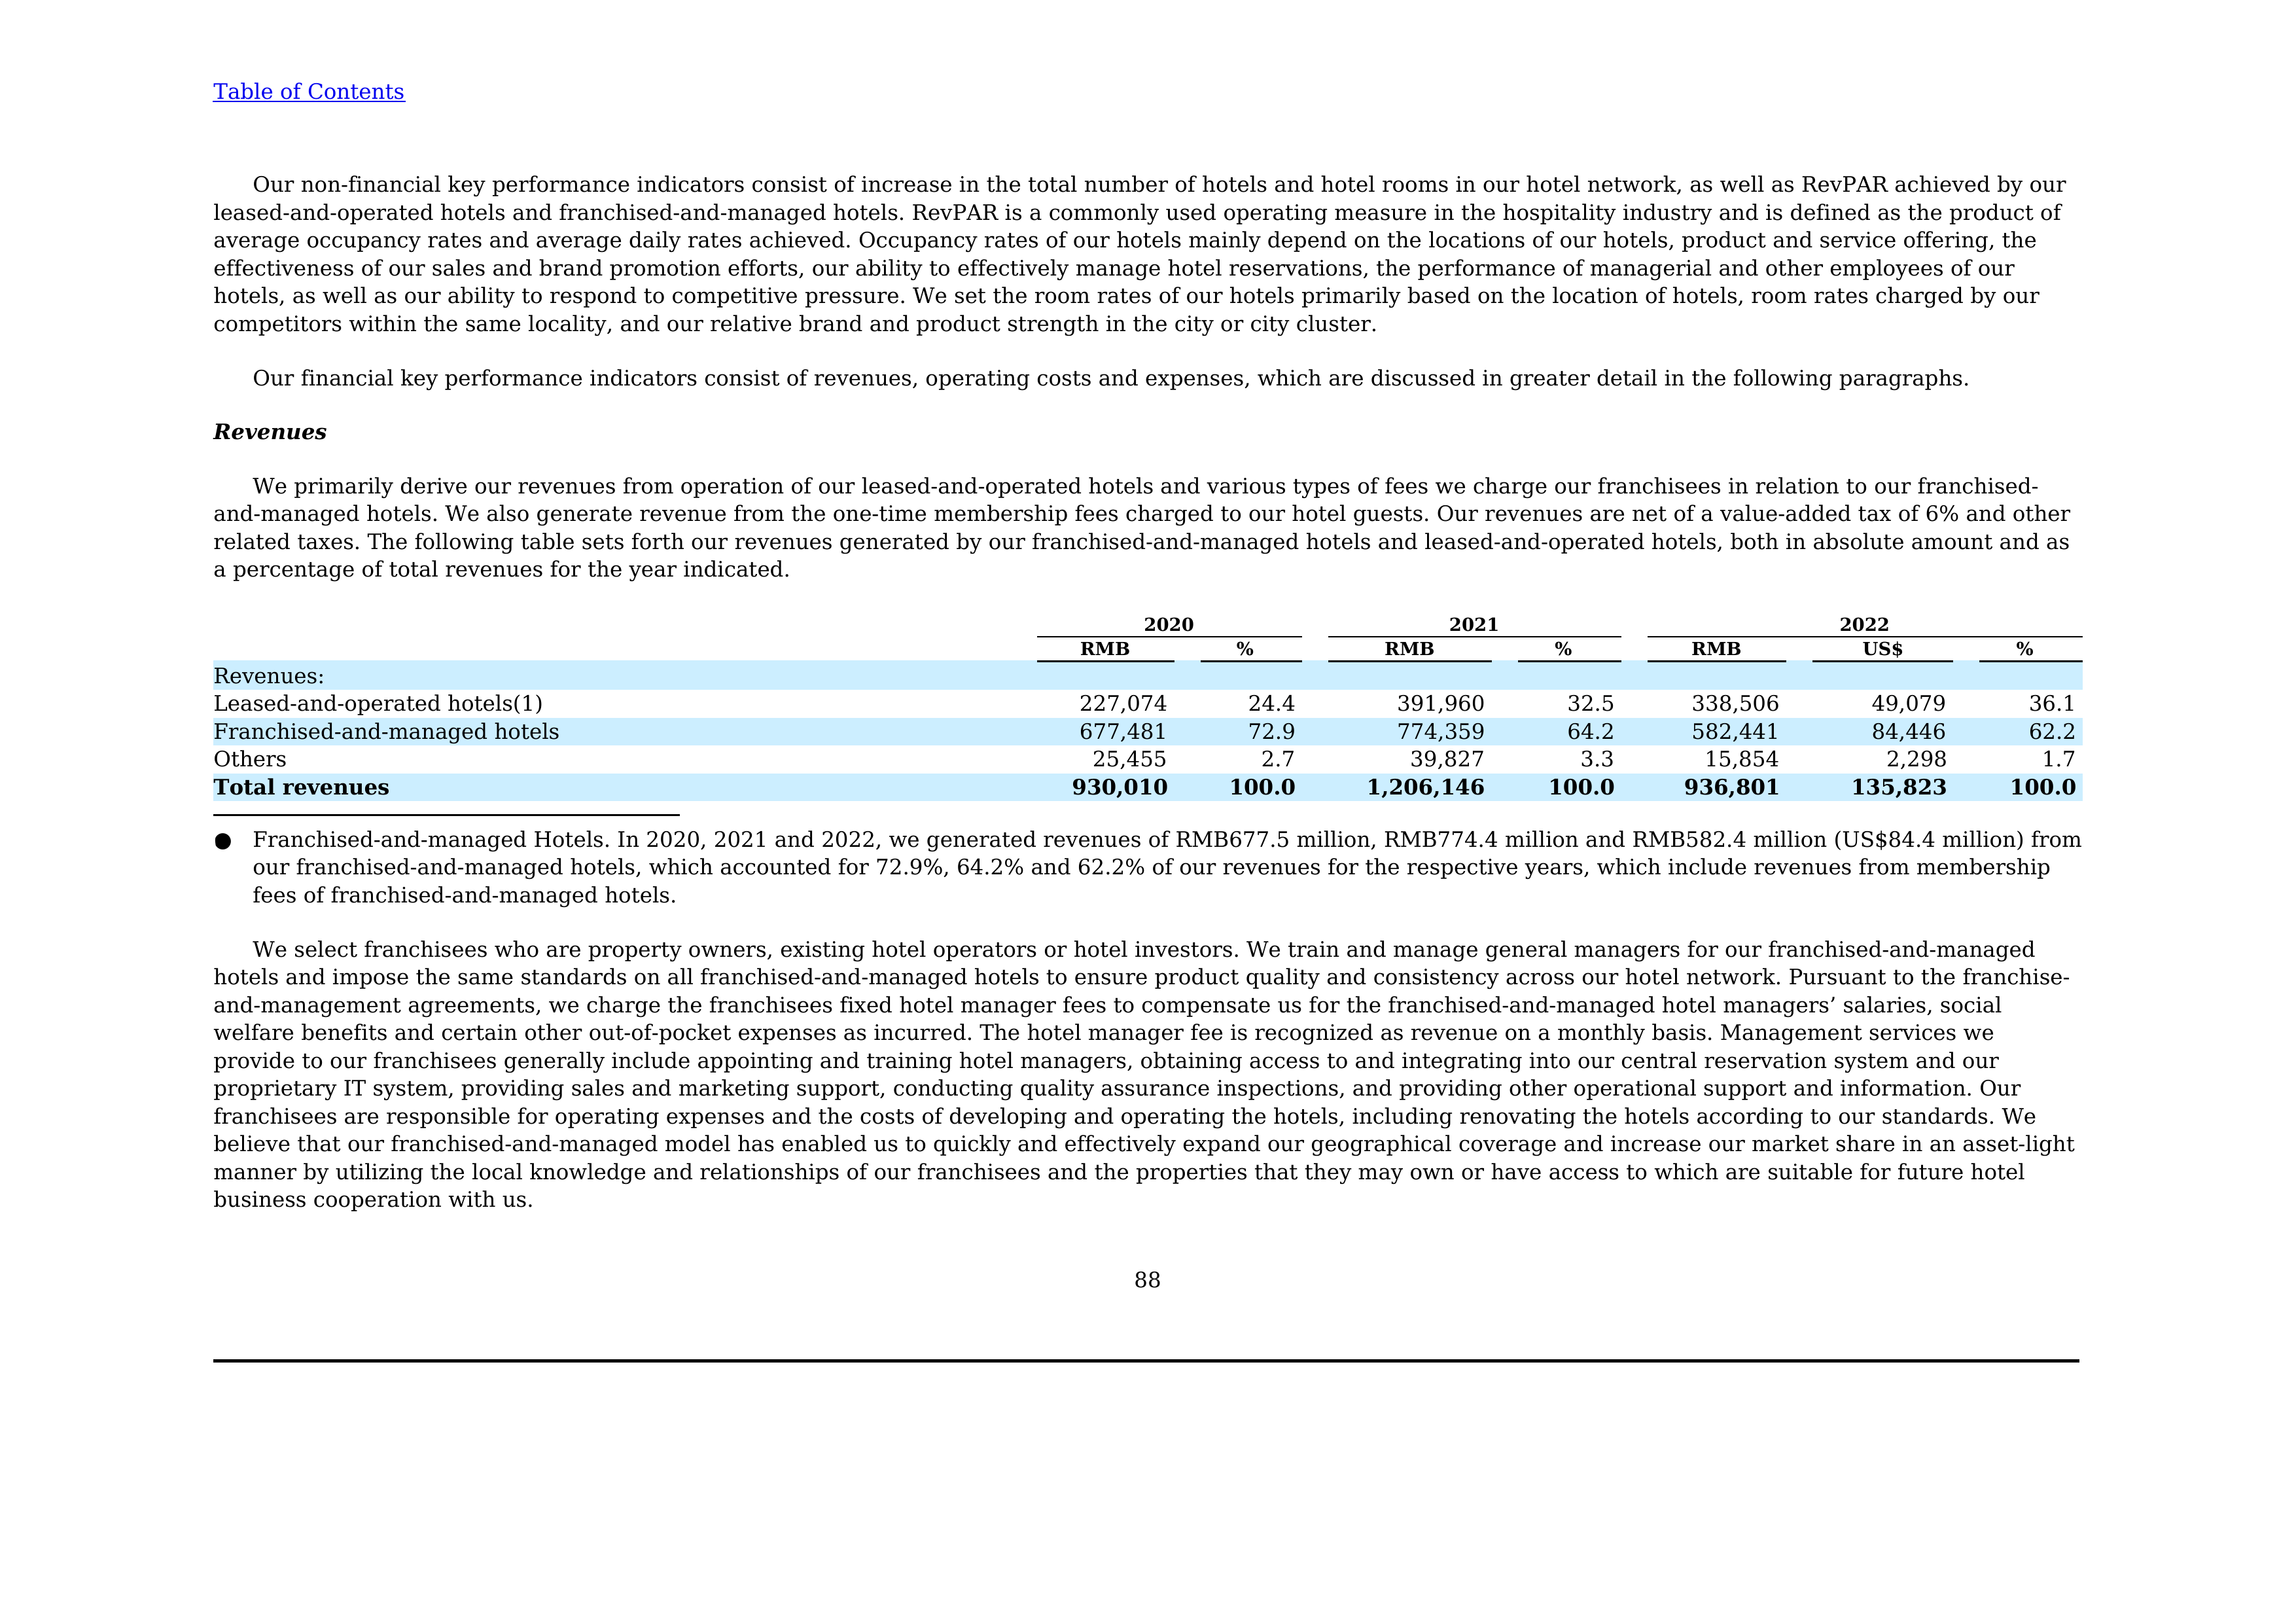 Table of Contents
Our non-financial key performance indicators consist of increase in the total number of hotels and hotel rooms in our hotel network, as well as RevPAR achieved by our
leased-and-operated hotels and franchised-and-managed hotels. RevPAR is a commonly used operating measure in the hospitality industry and is defined as the product of
average occupancy rates and average daily rates achieved. Occupancy rates of our hotels mainly depend on the locations of our hotels, product and service offering, the
effectiveness of our sales and brand promotion efforts, our ability to effectively manage hotel reservations, the performance of managerial and other employees of our
hotels, as well as our ability to respond to competitive pressure. We set the room rates of our hotels primarily based on the location of hotels, room rates charged by our
competitors within the same locality, and our relative brand and product strength in the city or city cluster.
Our financial key performance indicators consist of revenues, operating costs and expenses, which are discussed in greater detail in the following paragraphs.
Revenues
We primarily derive our revenues from operation of our leased-and-operated hotels and various types of fees we charge our franchisees in relation to our franchised-
and-managed hotels. We also generate revenue from the one-time membership fees charged to our hotel guests. Our revenues are net of a value-added tax of 6% and other
related taxes. The following table sets forth our revenues generated by our franchised-and-managed hotels and leased-and-operated hotels, both in absolute amount and as
a percentage of total revenues for the year indicated.
2020 2021 2022
RMB % RMB % RMB US$ %
Revenues:
Leased-and-operated hotels(1) 227,074 24.4 391,960 32.5 338,506 49,079 36.1
Franchised-and-managed hotels 677,481 72.9 774,359 64.2 582,441 84,446 62.2
Others 25,455 2.7 39,827 3.3 15,854 2,298 1.7
Total revenues 930,010 100.0 1,206,146 100.0 936,801 135,823 100.0
● Franchised-and-managed Hotels. In 2020, 2021 and 2022, we generated revenues of RMB677.5 million, RMB774.4 million and RMB582.4 million (US$84.4 million) from
our franchised-and-managed hotels, which accounted for 72.9%, 64.2% and 62.2% of our revenues for the respective years, which include revenues from membership
fees of franchised-and-managed hotels.
We select franchisees who are property owners, existing hotel operators or hotel investors. We train and manage general managers for our franchised-and-managed
hotels and impose the same standards on all franchised-and-managed hotels to ensure product quality and consistency across our hotel network. Pursuant to the franchise-
and-management agreements, we charge the franchisees fixed hotel manager fees to compensate us for the franchised-and-managed hotel managers’ salaries, social
welfare benefits and certain other out-of-pocket expenses as incurred. The hotel manager fee is recognized as revenue on a monthly basis. Management services we
provide to our franchisees generally include appointing and training hotel managers, obtaining access to and integrating into our central reservation system and our
proprietary IT system, providing sales and marketing support, conducting quality assurance inspections, and providing other operational support and information. Our
franchisees are responsible for operating expenses and the costs of developing and operating the hotels, including renovating the hotels according to our standards. We
believe that our franchised-and-managed model has enabled us to quickly and effectively expand our geographical coverage and increase our market share in an asset-light
manner by utilizing the local knowledge and relationships of our franchisees and the properties that they may own or have access to which are suitable for future hotel
business cooperation with us.
88